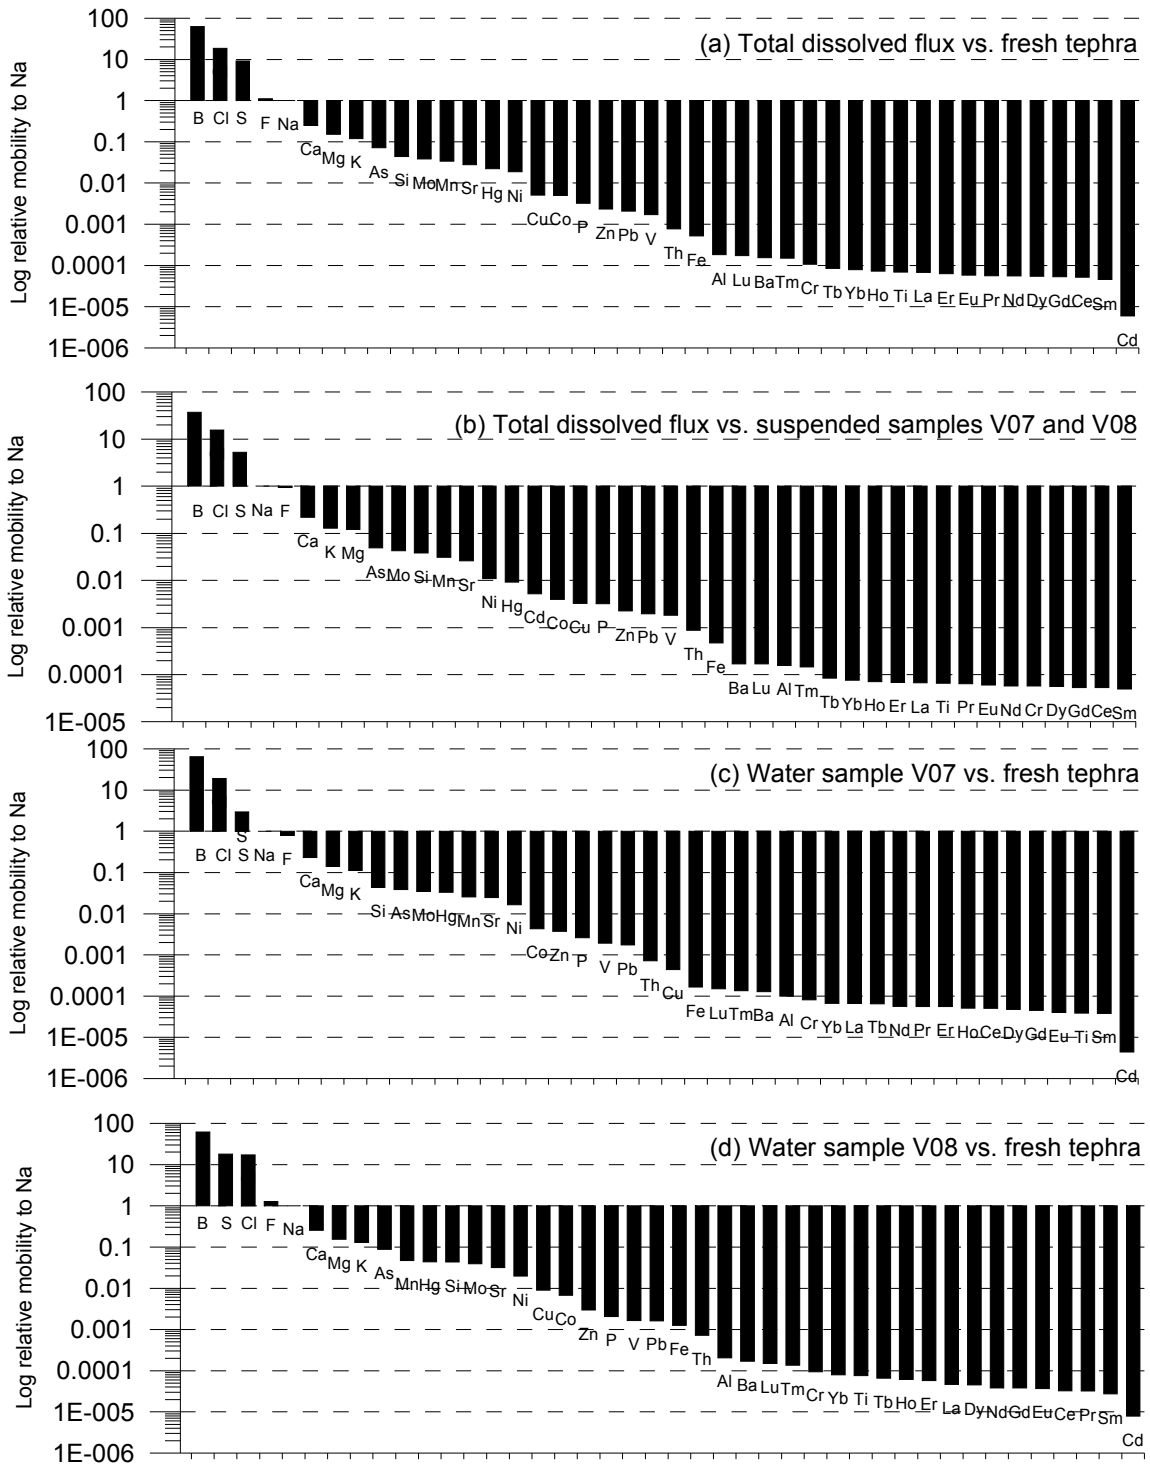 (a) Total dissolved flux vs. fresh tephra
Log relative mobility to Na
100
10
1
0.1
0.01
0.001
0.0001
1E-005
1E-006
B Cl S F Na Ca Mg K As Si Mo Mn Sr Hg Ni Cu Co P Zn Pb V Th Fe Al Lu Ba Tm Cr Tb Yb Ho Ti La Er Eu Pr Nd Dy Gd Ce Sm Cd
(b) Total dissolved flux vs. suspended samples V07 and V08
Log relative mobility to Na
100
10
1
0.1
0.01
0.001
0.0001
1E-005
B Cl S Na F Ca K Mg As Mo Si Mn Sr Ni Hg Cd Co Cu P Zn Pb V Th Fe Ba Lu Al Tm Tb Yb Ho Er La Ti Pr Eu Nd Cr Dy Gd Ce Sm
(c) Water sample V07 vs. fresh tephra
Log relative mobility to Na
100
10
1
0.1
0.01
0.001
0.0001
1E-005
1E-006
B Cl S S Na F Ca Mg K Si As Mo Hg Mn Sr Ni Co Zn P V Pb Th Cu Fe Lu Tm Ba Al Cr Yb La Tb Nd Pr Er Ho Ce Dy Gd Eu Ti Sm Cd
(d) Water sample V08 vs. fresh tephra
Log relative mobility to Na
100
10
1
0.1
0.01
0.001
0.0001
1E-005
1E-006
B S Cl F Na Ca Mg K As Mn Hg Si Mo Sr Ni Cu Co Zn P V Pb Fe Th Al Ba Lu Tm Cr Yb Ti Tb Ho Er La Dy Nd Gd Eu Ce Pr Sm Cd